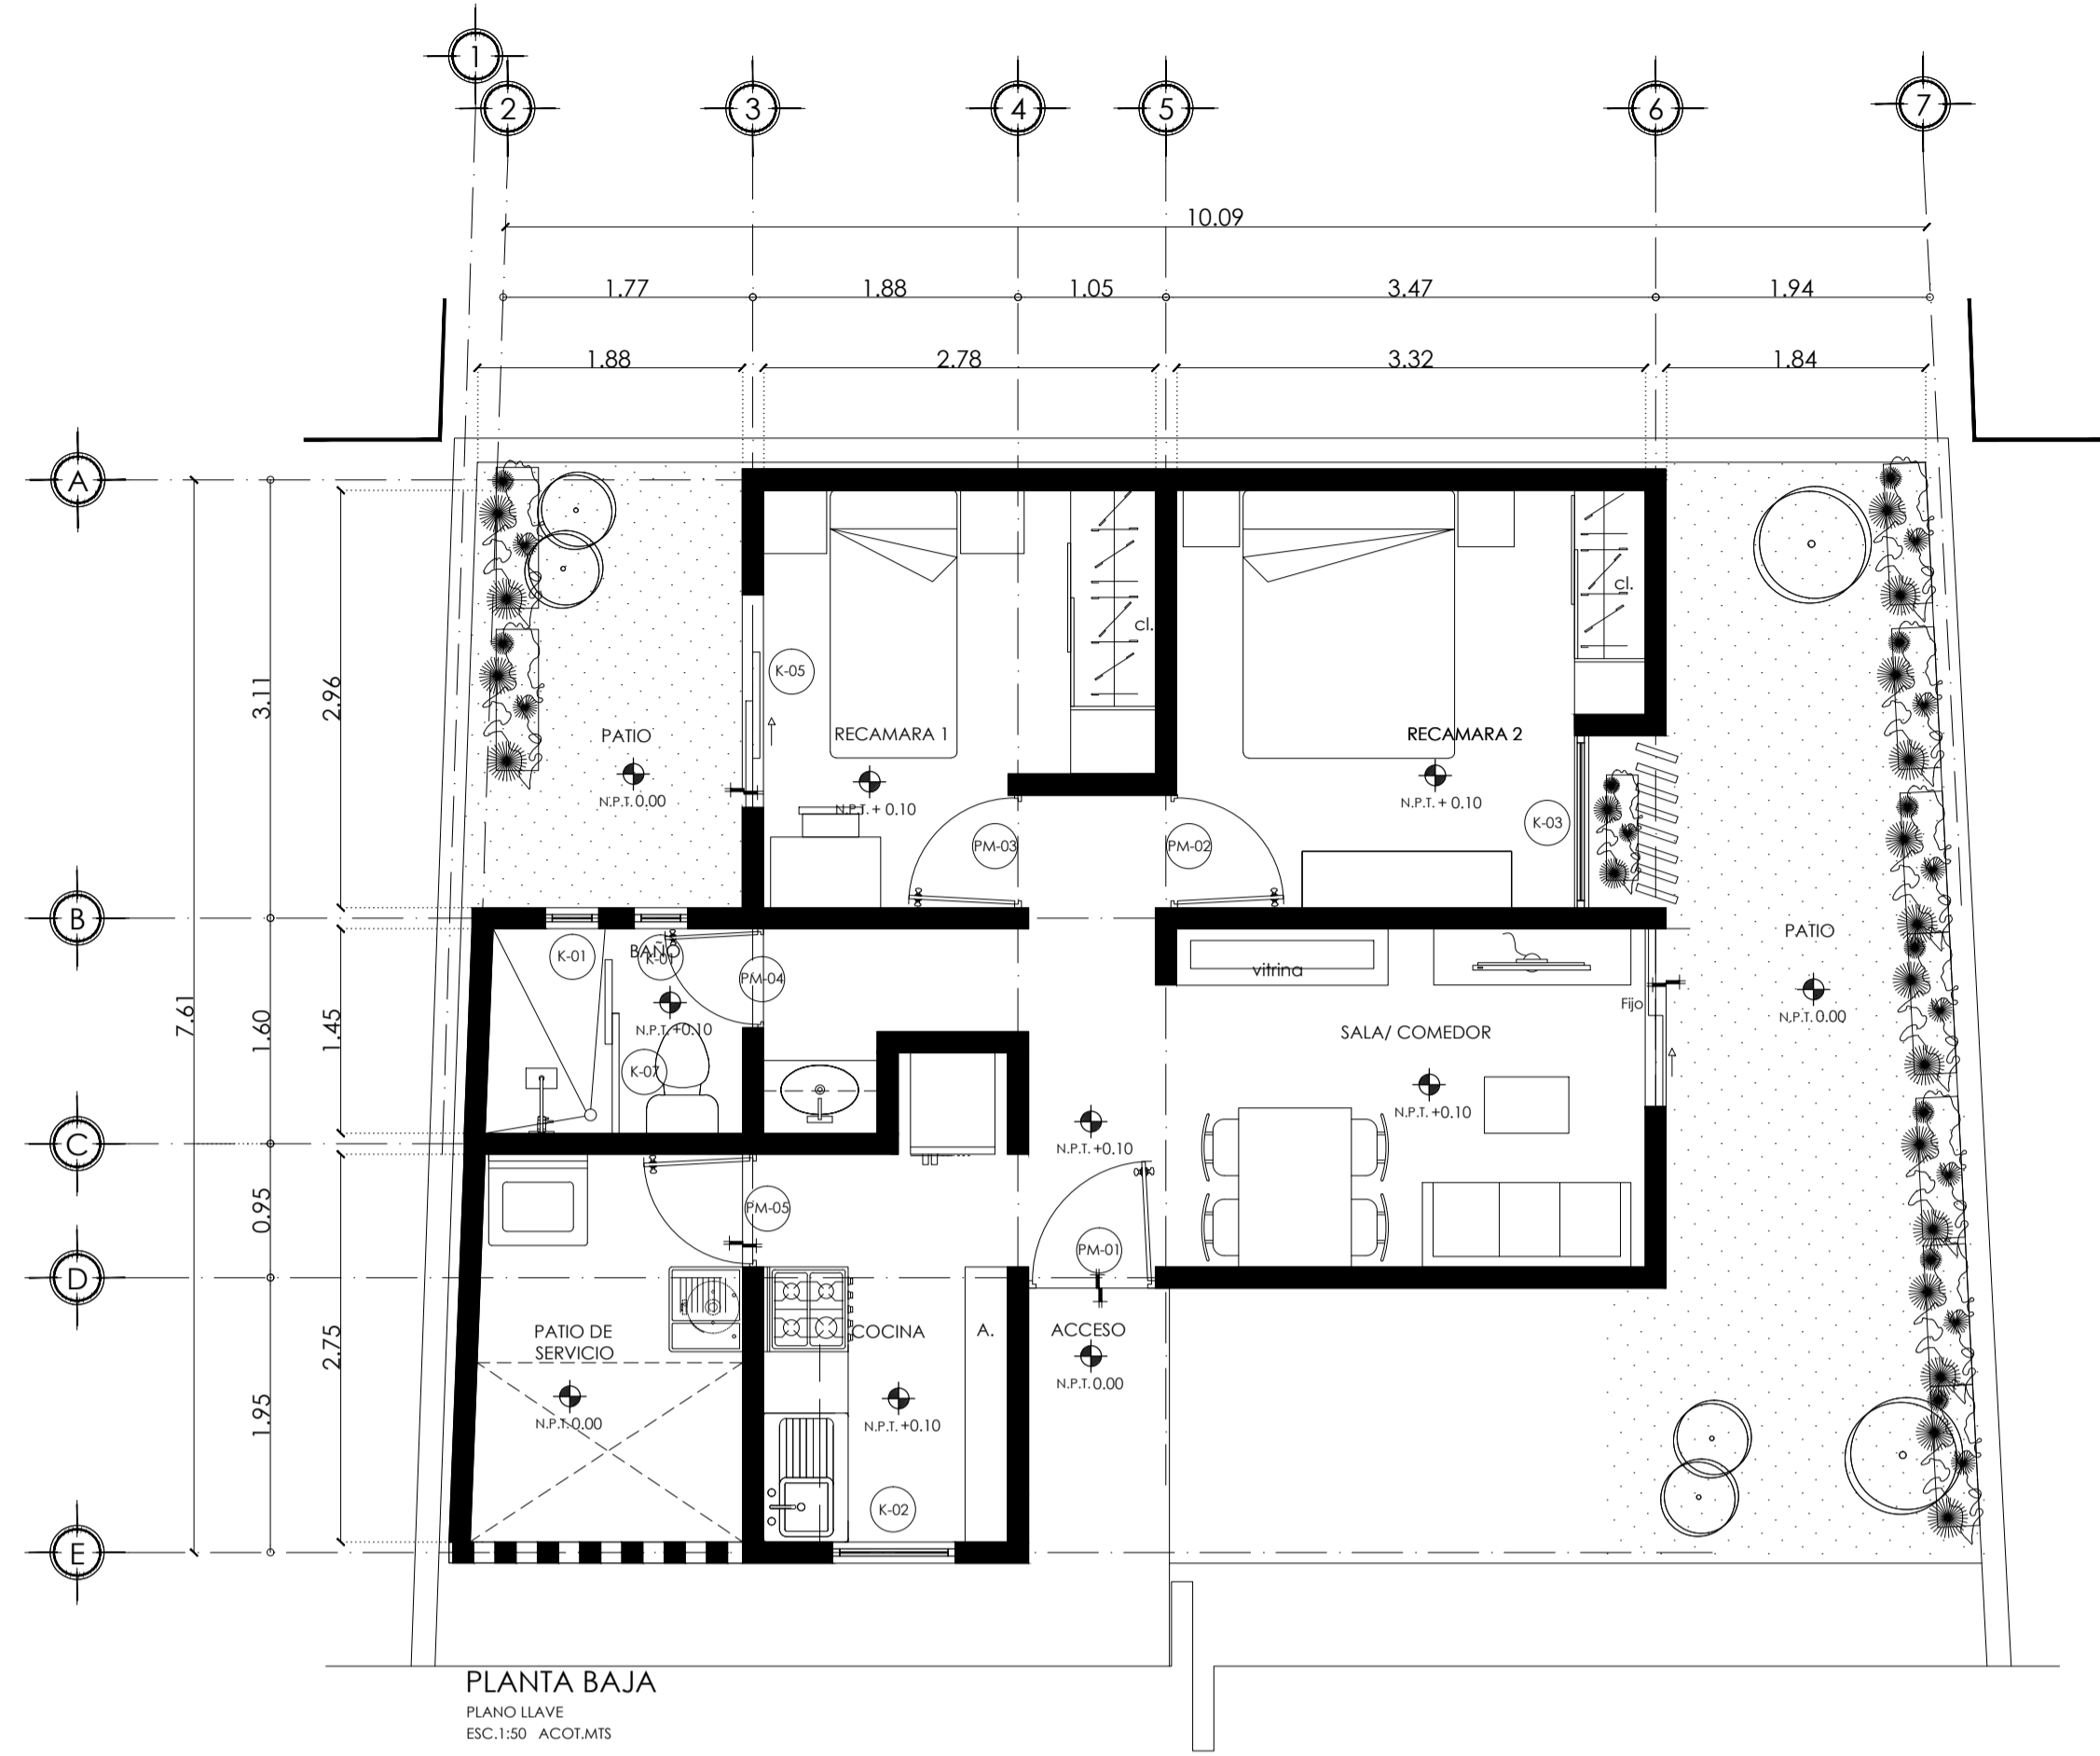 1
2
3
4
5
6
7
10.09
1.77
1.88
1.05
3.47
1.94
1.88
2.78
3.32
1.84
A
B
C
D
E
7.61
3.11
1.60
0.95
1.95
2.96
1.45
2.75
PATIO
N.P.T. 0.00
K-05
RECAMARA 1
N.P.T. + 0.10
cl.
PM-03
PM-02
RECAMARA 2
N.P.T. + 0.10
cl.
K-03
PATIO
N.P.T. 0.00
K-01
BAÑO
K-01
N.P.T. +0.10
K-07
PM-04
vitrina
Fijo
SALA/ COMEDOR
N.P.T. +0.10
N.P.T. +0.10
PM-05
PM-01
PATIO DE
SERVICIO
N.P.T. 0.00
COCINA
N.P.T. +0.10
A.
K-02
ACCESO
N.P.T. 0.00
PLANTA BAJA
PLANO LLAVE
ESC.1:50 ACOT.MTS